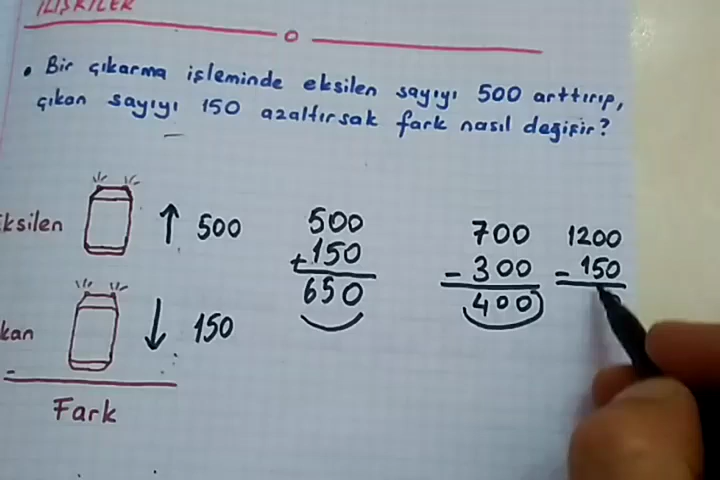 İLİŞKİLER
• Bir çıkarma işleminde eksilen sayıyı 500 arttırıp,
çıkan sayıyı 150 azaltırsak fark nasıl değişir?
ksilen ↑ 500
kan ↓ 150
-
Fark
500
+150
650
700
-300
400
1200
-150